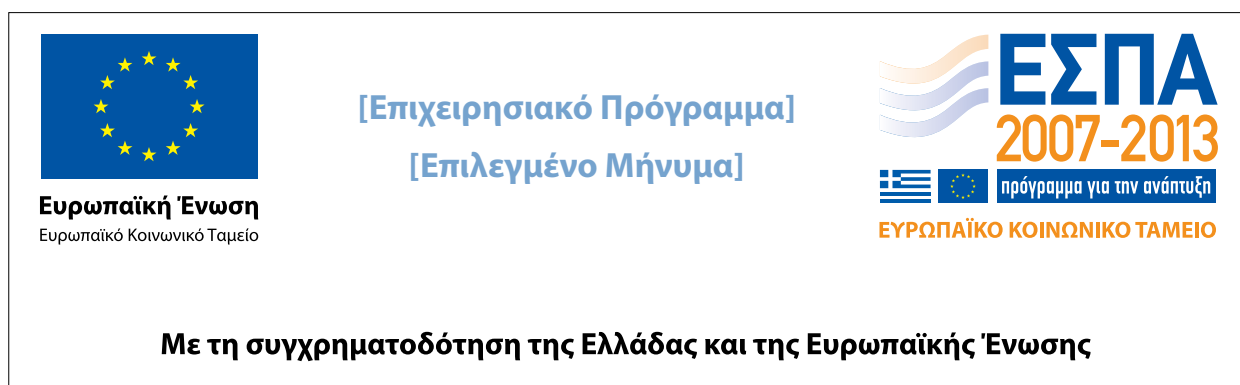 [Επιχειρησιακό Πρόγραμμα]
[Επιλεγμένο Μήνυμα]
Ευρωπαϊκή Ένωση
Ευρωπαϊκό Κοινωνικό Ταμείο
ΕΣΠΑ
2007-2013
πρόγραμμα για την ανάπτυξη
ΕΥΡΩΠΑΪΚΟ ΚΟΙΝΩΝΙΚΟ ΤΑΜΕΙΟ
Με τη συγχρηματοδότηση της Ελλάδας και της Ευρωπαϊκής Ένωσης